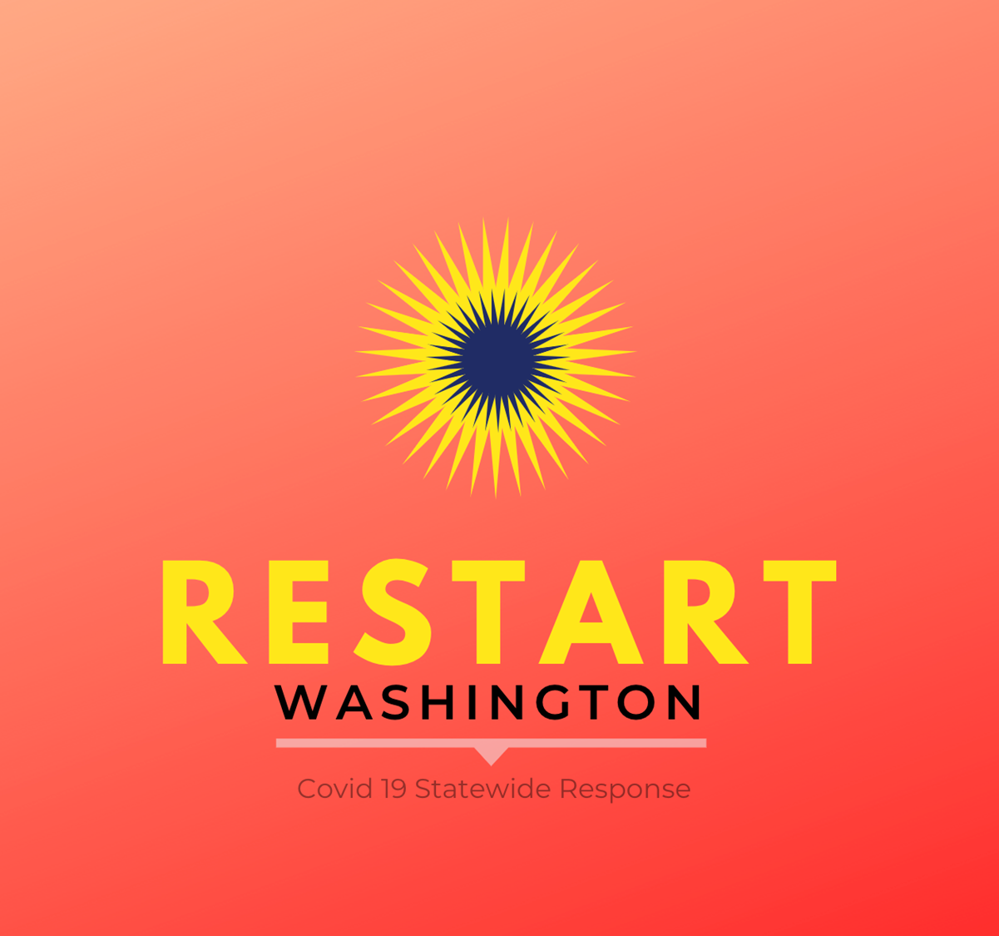 RESTART
WASHINGTON
Covid 19 Statewide Response